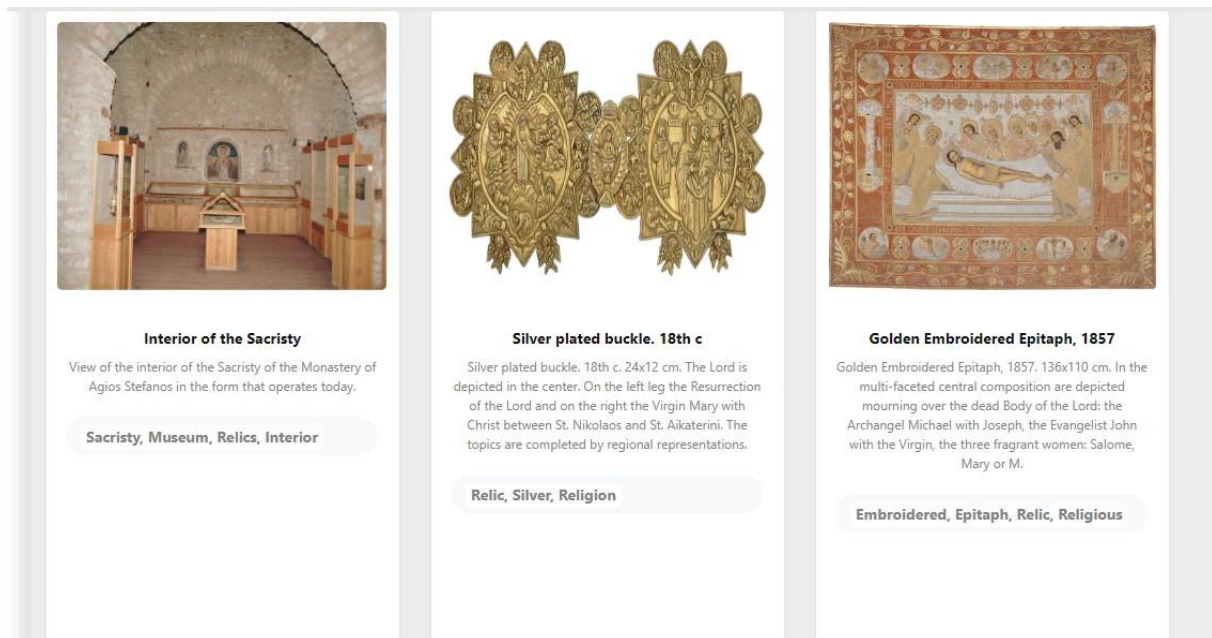 Interior of the Sacristy
View of the interior of the Sacristy of the Monastery of
Agios Stefanos in the form that operates today.
Sacristy, Museum, Relics, Interior
Silver plated buckle. 18th c
Silver plated buckle. 18th c. 24x12 cm. The Lord is
depicted in the center. On the left leg the Resurrection
of the Lord and on the right the Virgin Mary with
Christ between St. Nikolaos and St. Aikaterini. The
topics are completed by regional representations.
Relic, Silver, Religion
Golden Embroidered Epitaph, 1857
Golden Embroidered Epitaph, 1857. 136x110 cm. In the
multi-faceted central composition are depicted
mourning over the dead Body of the Lord: the
Archangel Michael with Joseph, the Evangelist John
with the Virgin, the three fragrant women: Salome,
Mary or M.
Embroidered, Epitaph, Relic, Religious